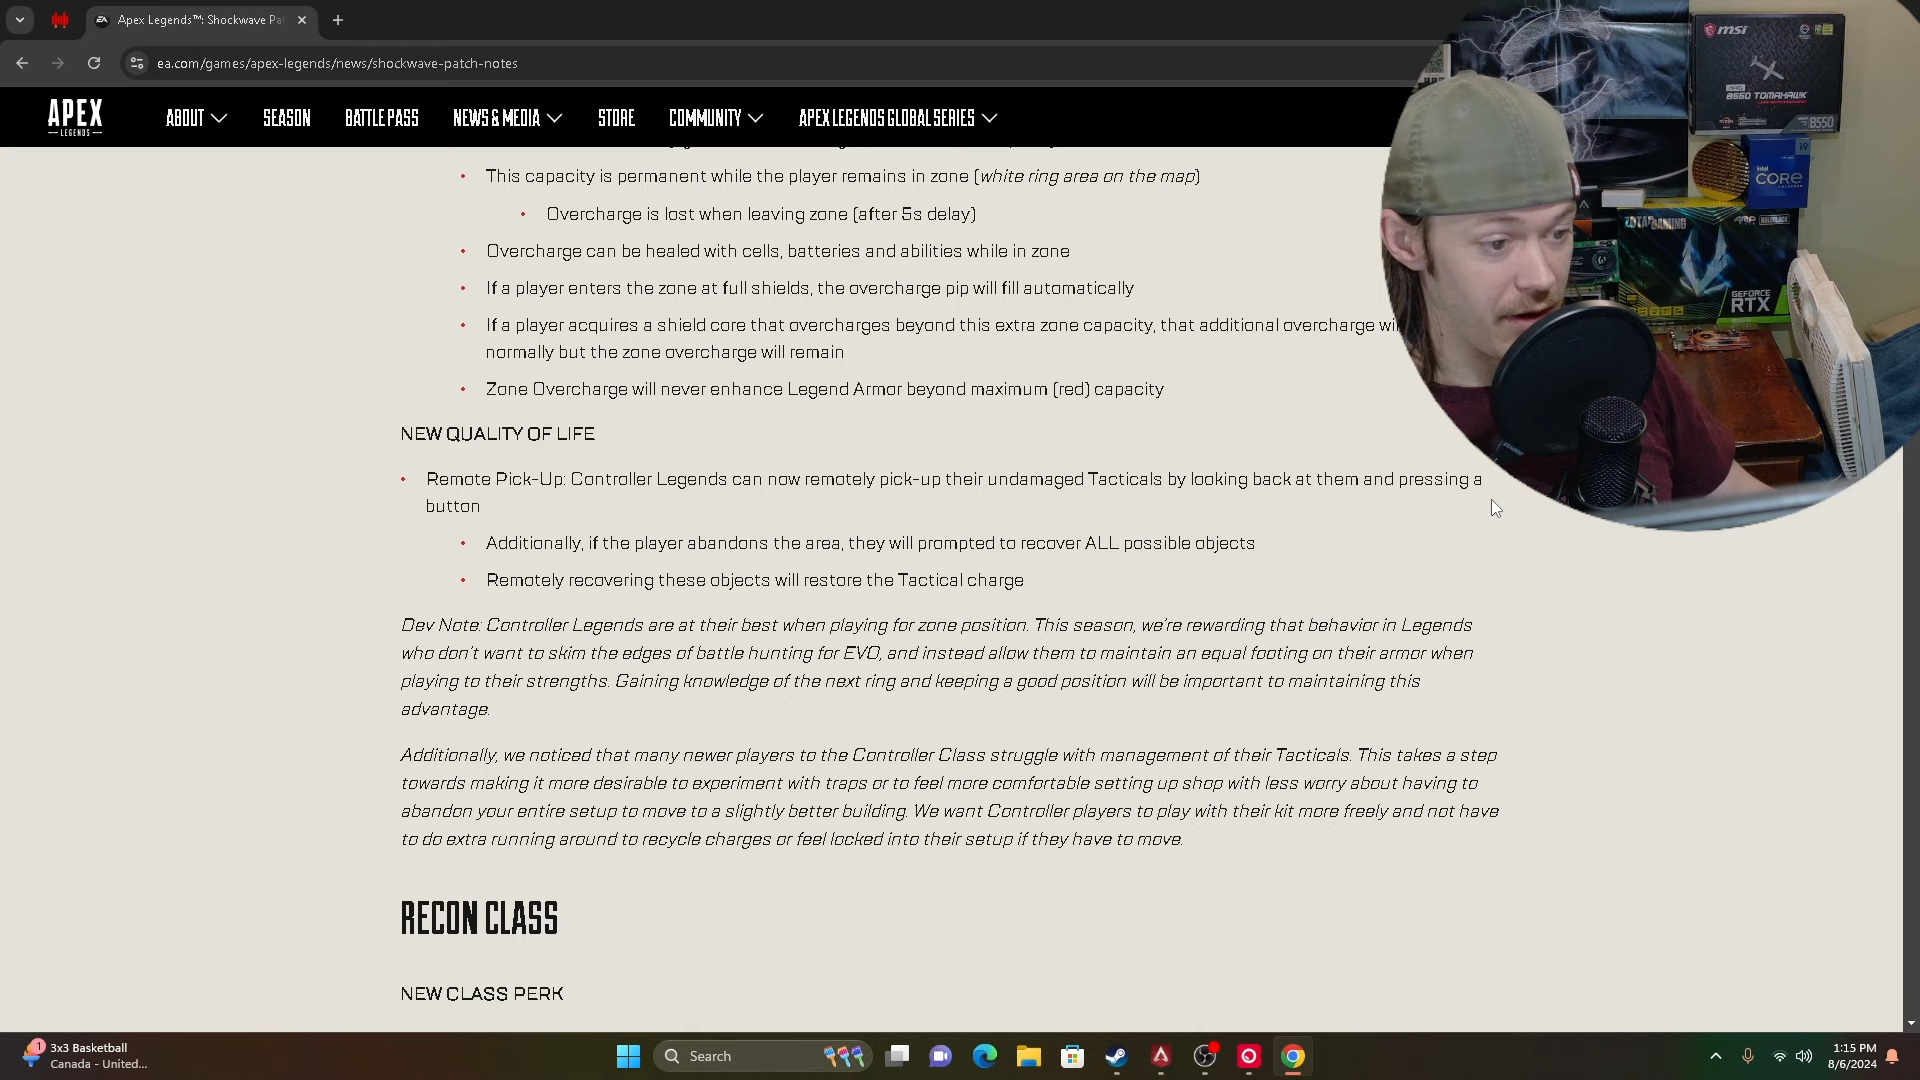 Apex Legends™: Shockwave Pa
ea.com/games/apex-legends/news/shockwave-patch-notes
APEX
LEGENDS
ABOUT
SEASON
BATTLE PASS
NEWS & MEDIA
STORE
COMMUNITY
APEX LEGENDS GLOBAL SERIES
• This capacity is permanent while the player remains in zone (white ring area on the map)
• Overcharge is lost when leaving zone (after 5s delay)
• Overcharge can be healed with cells, batteries and abilities while in zone
• If a player enters the zone at full shields, the overcharge pip will fill automatically
• If a player acquires a shield core that overcharges beyond this extra zone capacity, that additional overcharge
normally but the zone overcharge will remain
• Zone Overcharge will never enhance Legend Armor beyond maximum (red) capacity
NEW QUALITY OF LIFE
• Remote Pick-Up: Controller Legends can now remotely pick-up their undamaged Tacticals by looking back at them and pressing a
button
• Additionally, if the player abandons the area, they will prompted to recover ALL possible objects
• Remotely recovering these objects will restore the Tactical charge
Dev Note: Controller Legends are at their best when playing for zone position. This season, we're rewarding that behavior in Legends
who don't want to skim the edges of battle hunting for EVO, and instead allow them to maintain an equal footing on their armor when
playing to their strengths. Gaining knowledge of the next ring and keeping a good position will be important to maintaining this
advantage.
Additionally, we noticed that many newer players to the Controller Class struggle with management of their Tacticals. This takes a step
towards making it more desirable to experiment with traps or to feel more comfortable setting up shop with less worry about having to
abandon your entire setup to move to a slightly better building. We want Controller players to play with their kit more freely and not have
to do extra running around to recycle charges or feel locked into their setup if they have to move.
RECON CLASS
NEW CLASS PERK
msi
B550 TOMAHAWK
B550
intel
CORE
i9
ZOTAC GAMING
AMP
HOLOBLACK
GEFORCE
RTX
1
3x3 Basketball
Canada - United...
Search
1:15 PM
8/6/2024